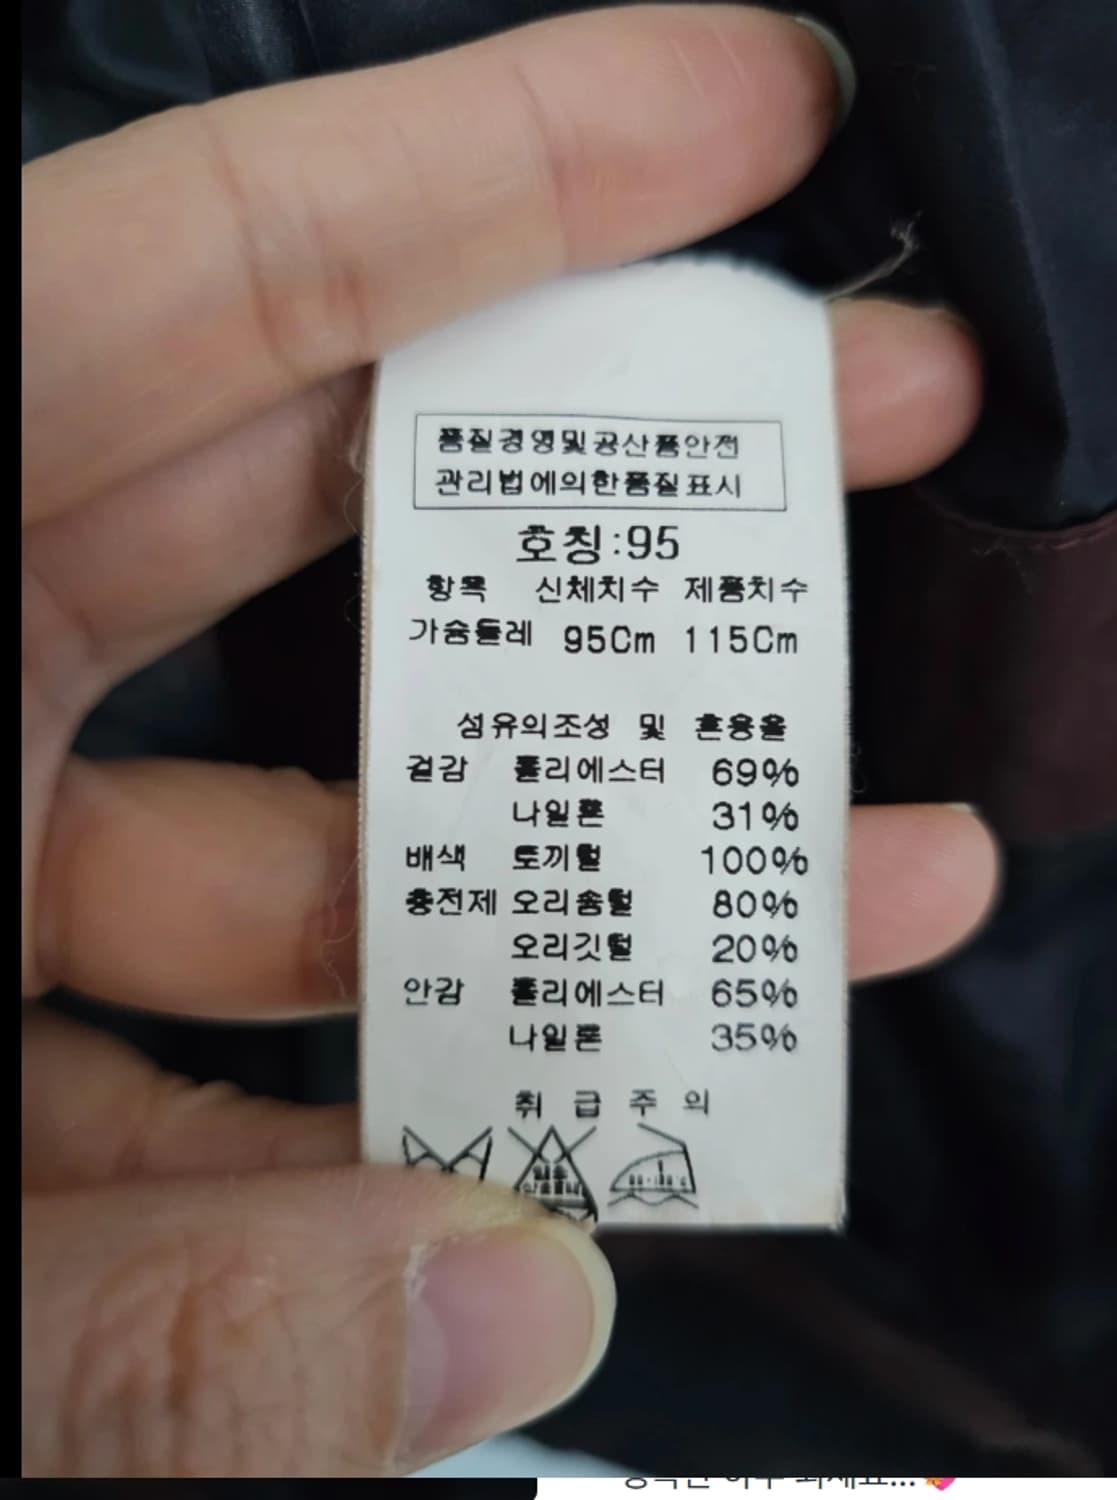 품질경영및공산품안전
관리법에의한품질표시
호칭:95
항목 신체치수 제품치수
가슴둘레 95Cm 115Cm
섬유의조성 및 혼용율
겉감 폴리에스터 69%
나일론 31%
배색 토끼털 100%
충전제 오리솜털 80%
오리깃털 20%
안감 폴리에스터 65%
나일론 35%
취급주의